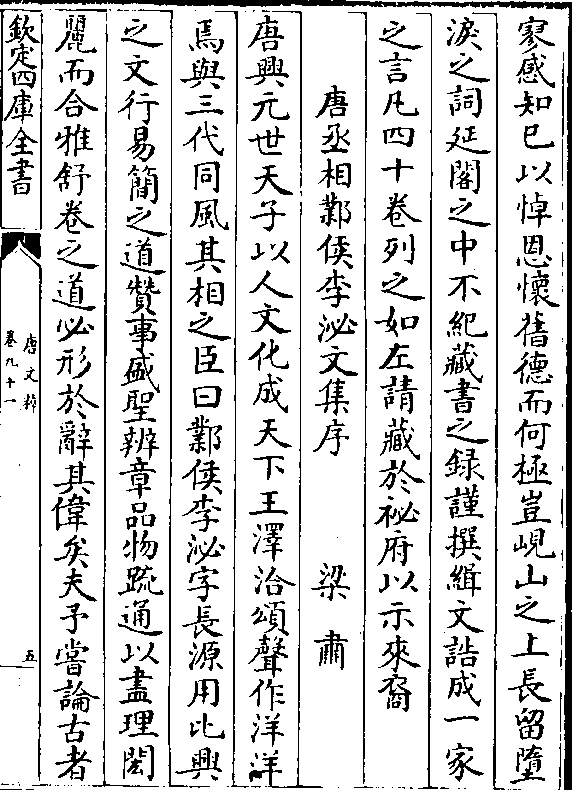 寥感知已以悼恩懷舊德而何極豈峴山之上長留墮
淚之詞延閣之中不紀藏書之録謹撰緝文誥成一家
之言凡四十卷列之如左請藏於祕府以示來裔
唐丞相鄴侯李泌文集序　梁肅
唐興元世天子以人文化成天下王澤洽頌聲作洋洋
焉與三代同風其相之臣曰鄴侯李泌字長源用比興
之文行易簡之道贊事盛聖辨章品物疏通以盡理閎
麗而合雅舒卷之道必形於辭其偉矣夫予嘗論古者
欽定四庫全書
唐文粹
卷九十一
五